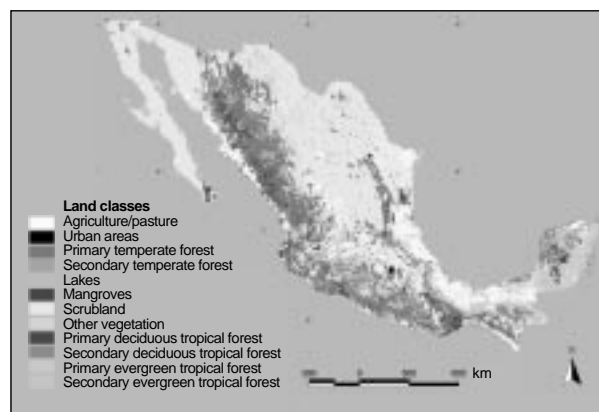 Land classes
Agriculture/pasture
Urban areas
Primary temperate forest
Secondary temperate forest
Lakes
Mangroves
Scrubland
Other vegetation
Primary deciduous tropical forest
Secondary deciduous tropical forest
Primary evergreen tropical forest
Secondary evergreen tropical forest
km